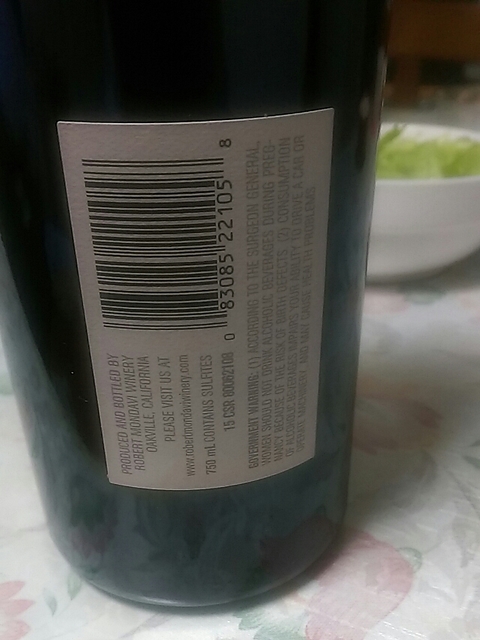 0 83085 22105 8
PRODUCED AND BOTTLED BY
ROBERT MONDAVI WINERY
OAKVILLE, CALIFORNIA
PLEASE VISIT US AT
www.robertmondaviwinery.com
750 mL CONTAINS SULFITES
15 CSR 80062108
GOVERNMENT WARNING: (1) ACCORDING TO THE SURGEON GENERAL,
WOMEN SHOULD NOT DRINK ALCOHOLIC BEVERAGES DURING PREG-
NANCY BECAUSE OF THE RISK OF BIRTH DEFECTS. (2) CONSUMPTION
OF ALCOHOLIC BEVERAGES IMPAIRS YOUR ABILITY TO DRIVE A CAR OR
OPERATE MACHINERY, AND MAY CAUSE HEALTH PROBLEMS.